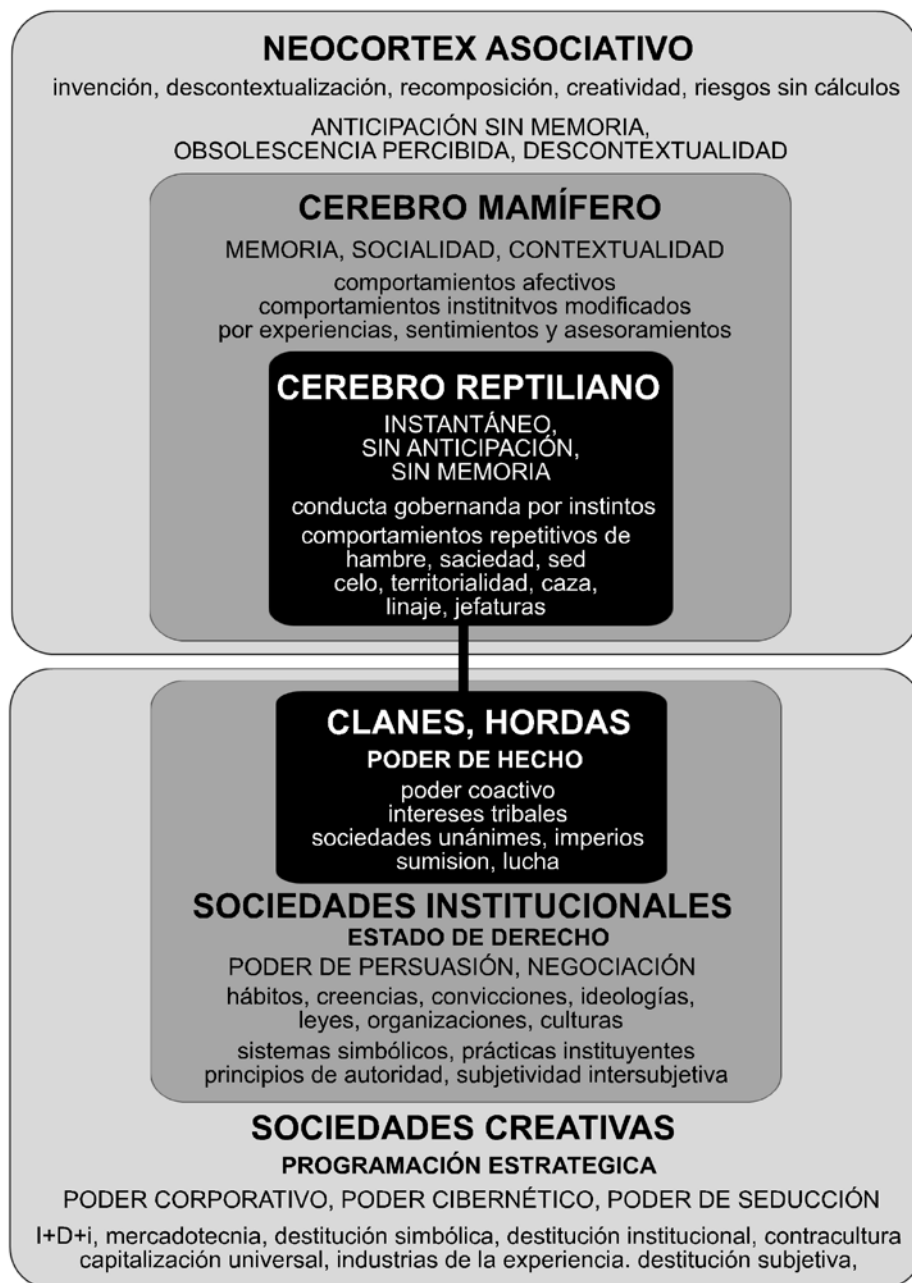 NEOCORTEX ASOCIATIVO
invención, descontextualización, recomposición, creatividad, riesgos sin cálculos
ANTICIPACIÓN SIN MEMORIA,
OBSOLESCENCIA PERCIBIDA, DESCONTEXTUALIDAD
CEREBRO MAMÍFERO
MEMORIA, SOCIALIDAD, CONTEXTUALIDAD
comportamientos afectivos
comportamientos institnitvos modificados
por experiencias, sentimientos y asesoramientos
CEREBRO REPTILIANO
INSTANTÁNEO,
SIN ANTICIPACIÓN,
SIN MEMORIA
conducta gobernanda por instintos
comportamientos repetitivos de
hambre, saciedad, sed
celo, territorialidad, caza,
linaje, jefaturas
CLANES, HORDAS
PODER DE HECHO
poder coactivo
intereses tribales
sociedades unánimes, imperios
sumision, lucha
SOCIEDADES INSTITUCIONALES
ESTADO DE DERECHO
PODER DE PERSUASIÓN, NEGOCIACIÓN
hábitos, creencias, convicciones, ideologías,
leyes, organizaciones, culturas
sistemas simbólicos, prácticas instituyentes
principios de autoridad, subjetividad intersubjetiva
SOCIEDADES CREATIVAS
PROGRAMACIÓN ESTRATEGICA
PODER CORPORATIVO, PODER CIBERNÉTICO, PODER DE SEDUCCIÓN
I+D+i, mercadotecnia, destitución simbólica, destitución institucional, contracultura
capitalización universal, industrias de la experiencia. destitución subjetiva,